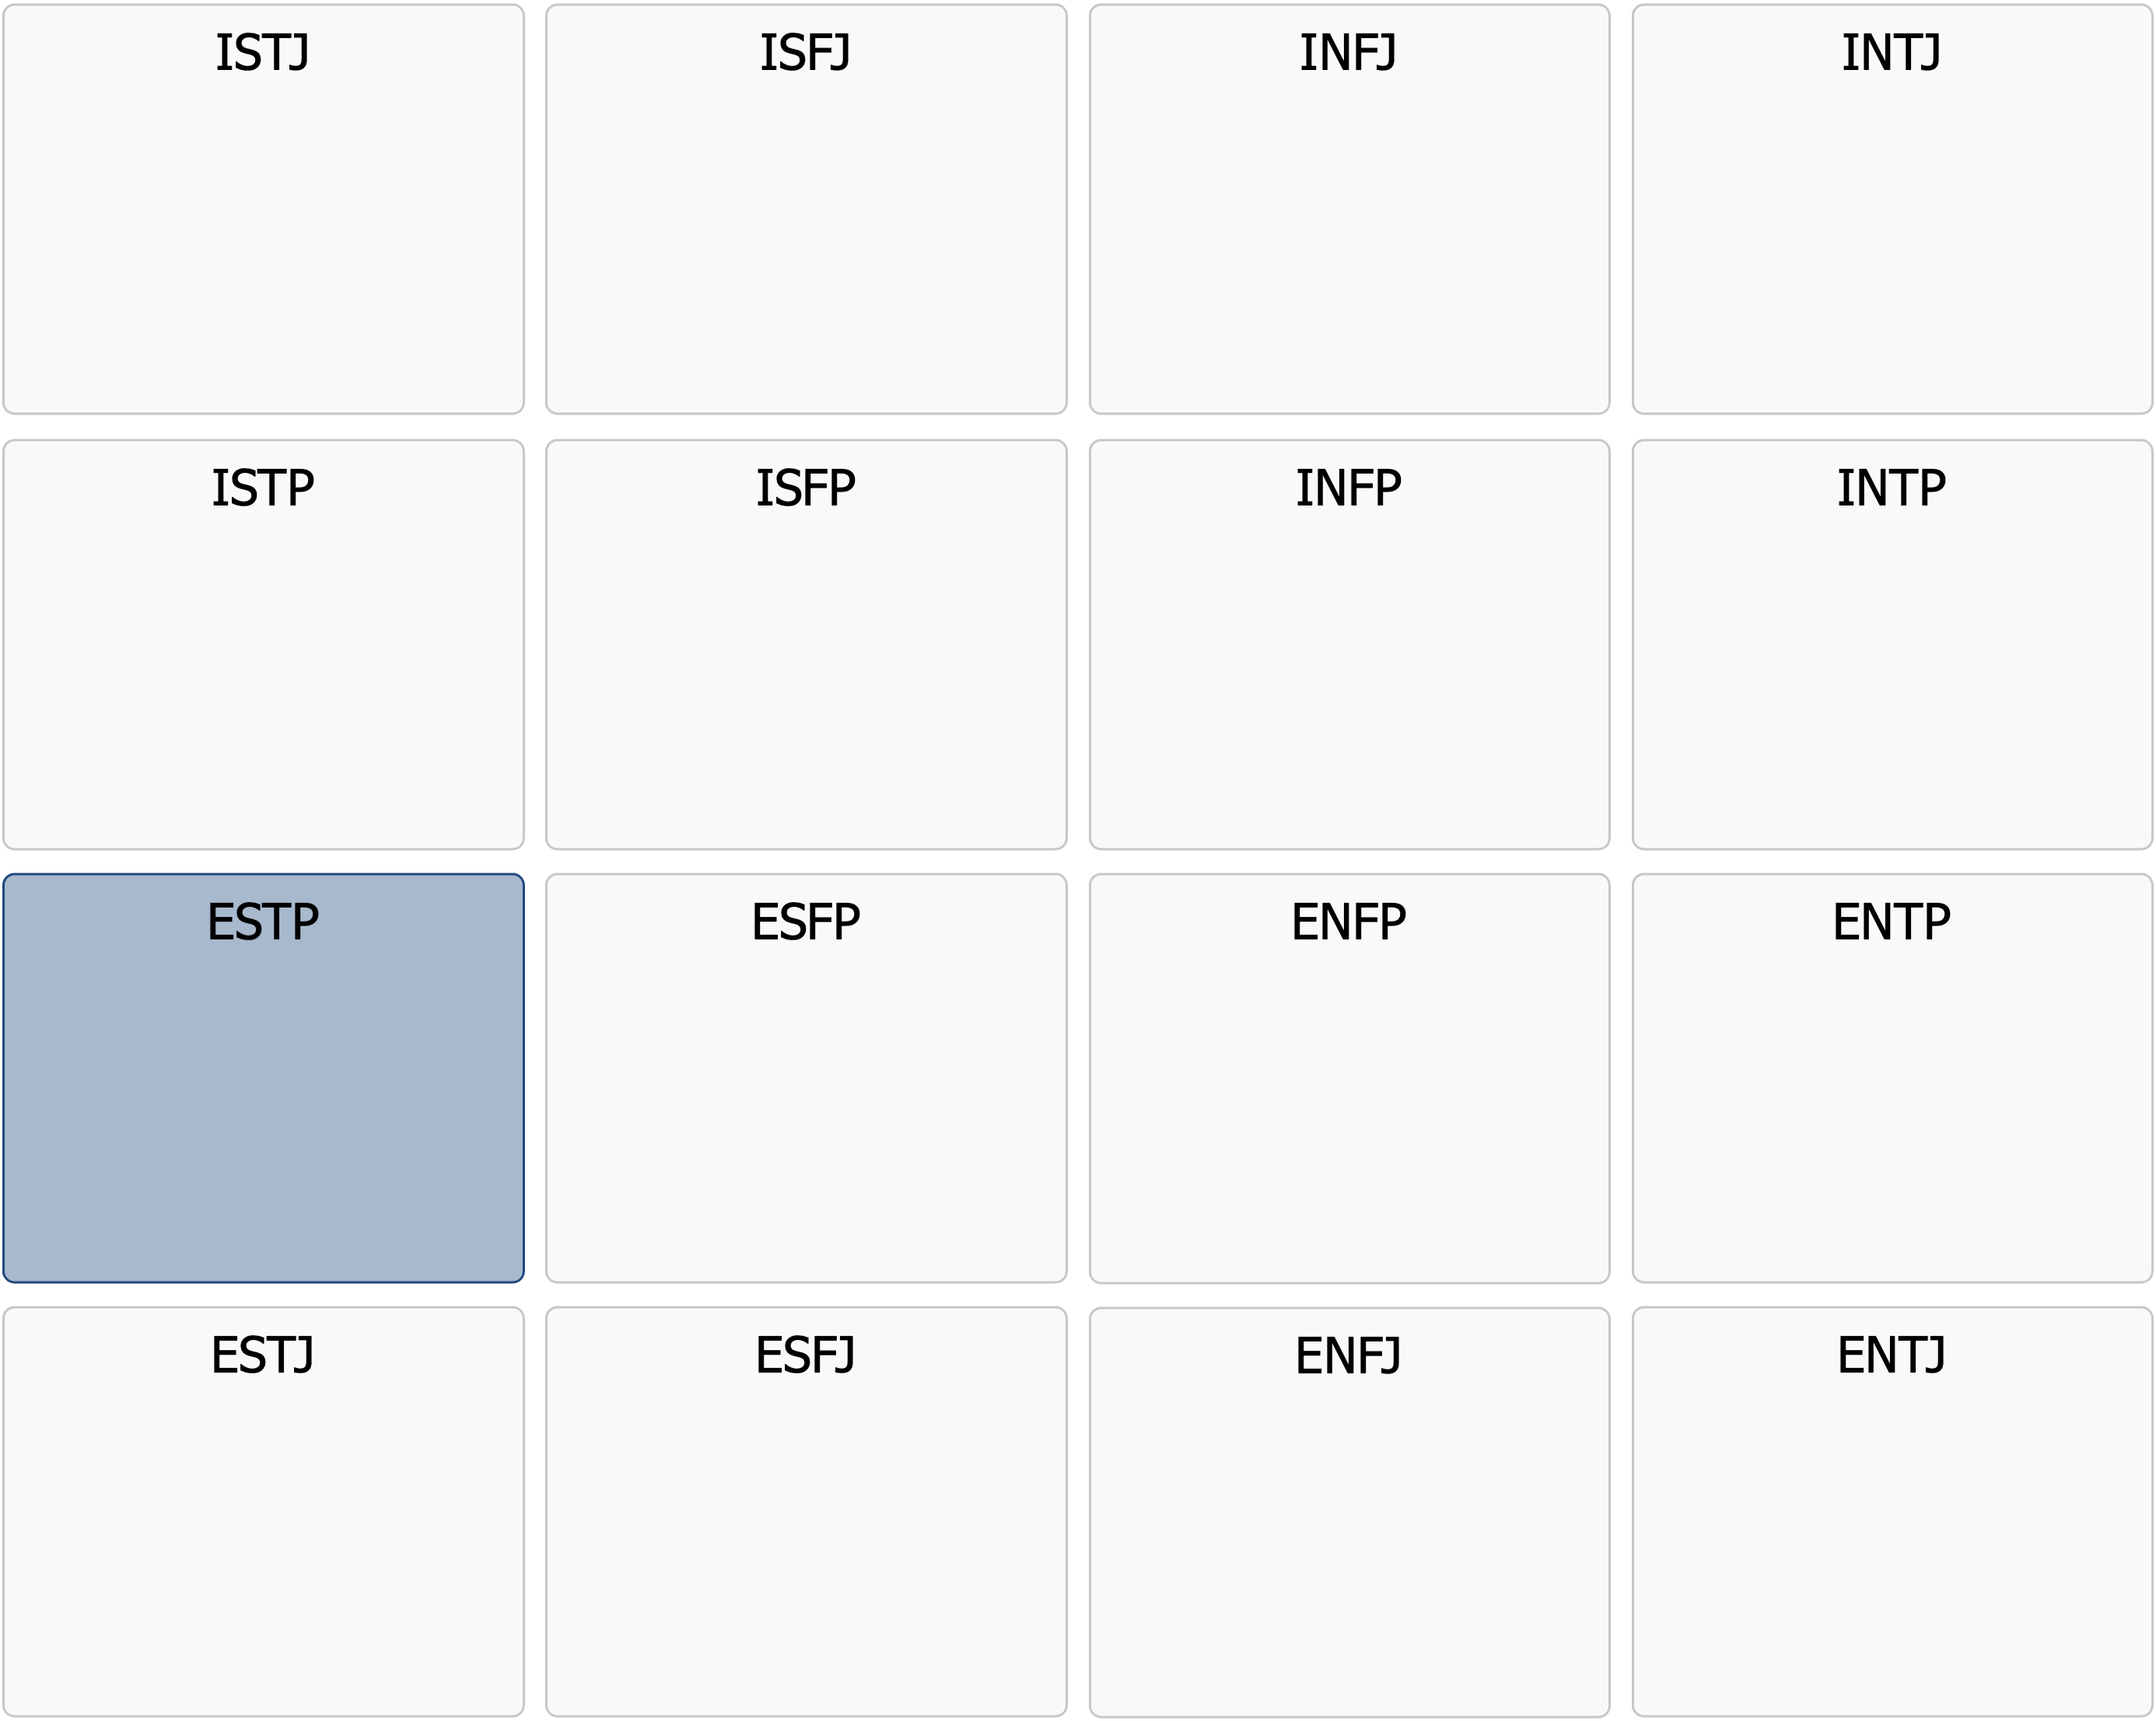 ISTJ
ISFJ
INFJ
INTJ
ISTP
ISFP
INFP
INTP
ESTP
ESFP
ENFP
ENTP
ESTJ
ESFJ
ENFJ
ENTJ